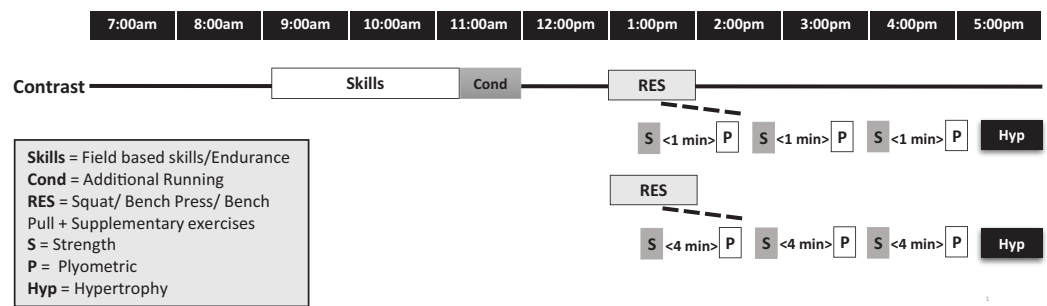 7:00am 8:00am 9:00am 10:00am 11:00am 12:00pm 1:00pm 2:00pm 3:00pm 4:00pm 5:00pm
Contrast Skills Cond RES
S <1 min> P S <1 min> P S <1 min> P Hyp
Skills = Field based skills/Endurance
Cond = Additional Running
RES = Squat/ Bench Press/ Bench
Pull + Supplementary exercises
S = Strength
P = Plyometric
Hyp = Hypertrophy
RES
S <4 min> P S <4 min> P S <4 min> P Hyp
1